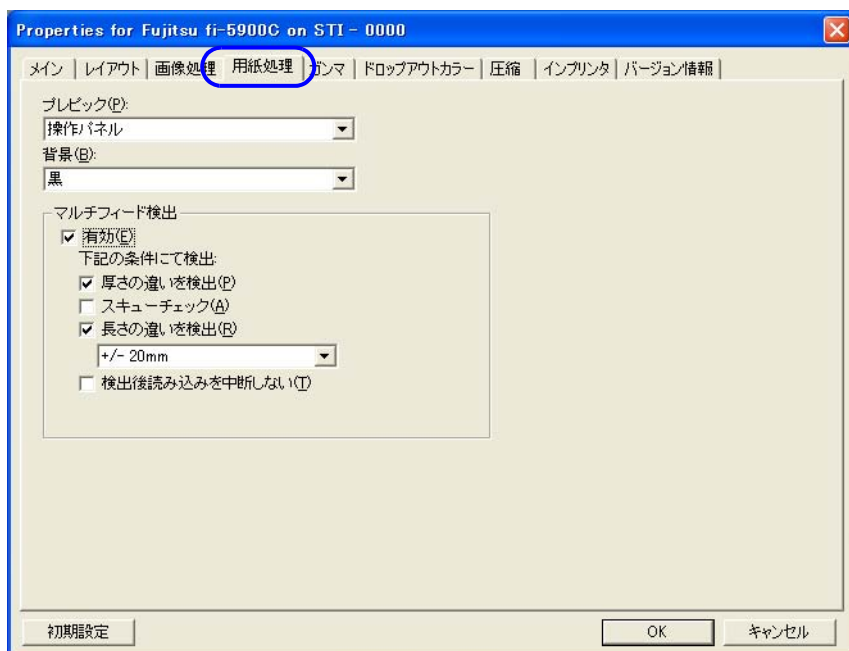 Properties for Fujitsu fi-5900C on STI - 0000
メイン レイアウト 画像処理 用紙処理 ガンマ ドロップアウトカラー 圧縮 インプリンタ バージョン情報
プレピック(P):
操作パネル
背景(B):
黒
マルチフィード検出
有効(E)
下記の条件にて検出:
厚さの違いを検出(P)
スキューチェック(A)
長さの違いを検出(R)
+/- 20mm
検出後読み込みを中断しない(T)
初期設定 OK キャンセル